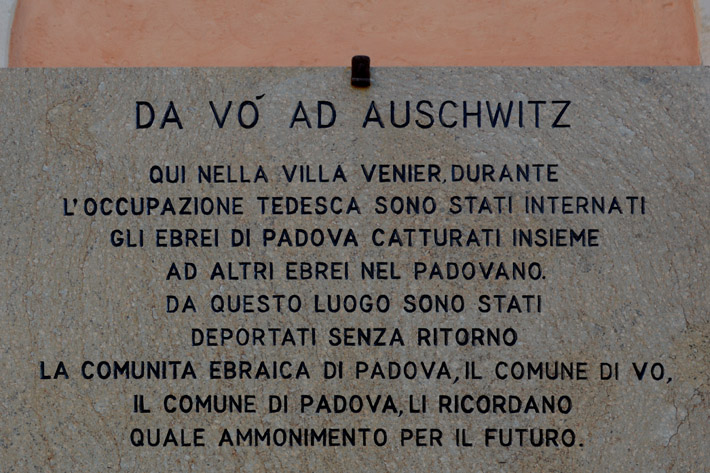 DA VO´ AD AUSCHWITZ
QUI NELLA VILLA VENIER, DURANTE
L'OCCUPAZIONE TEDESCA SONO STATI INTERNATI
GLI EBREI DI PADOVA CATTURATI INSIEME
AD ALTRI EBREI NEL PADOVANO.
DA QUESTO LUOGO SONO STATI
DEPORTATI SENZA RITORNO
LA COMUNITA EBRAICA DI PADOVA, IL COMUNE DI VO,
IL COMUNE DI PADOVA, LI RICORDANO
QUALE AMMONIMENTO PER IL FUTURO.